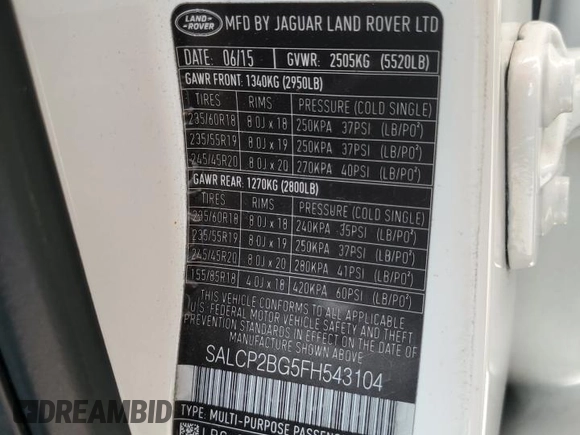 LAND ROVER
MFD BY JAGUAR LAND ROVER LTD
DATE: 06/15 GVWR: 2505KG (5520LB)
GAWR FRONT: 1340KG (2950LB)
TIRES RIMS PRESSURE (COLD SINGLE)
235/60R18 8.0J x 18 250KPA 37PSI (LB/PO²)
235/55R19 8.0J x 19 250KPA 37PSI (LB/PO²)
245/45R20 8.0J x 20 270KPA 40PSI (LB/PO²)
GAWR REAR: 1270KG (2800LB)
TIRES RIMS PRESSURE (COLD SINGLE)
235/60R18 8.0J x 18 240KPA 35PSI (LB/PO²)
235/55R19 8.0J x 19 250KPA 37PSI (LB/PO²)
245/45R20 8.0J x 20 280KPA 41PSI (LB/PO²)
155/85R18 4.0J x 18 420KPA 60PSI (LB/PO²)
THIS VEHICLE CONFORMS TO ALL APPLICABLE
U.S. FEDERAL MOTOR VEHICLE SAFETY AND THEFT
PREVENTION STANDARDS IN EFFECT ON THE DATE
OF MANUFACTURE SHOWN ABOVE
SALCP2BG5FH543104
TYPE: MULTI-PURPOSE PASSEN
DREAMBID